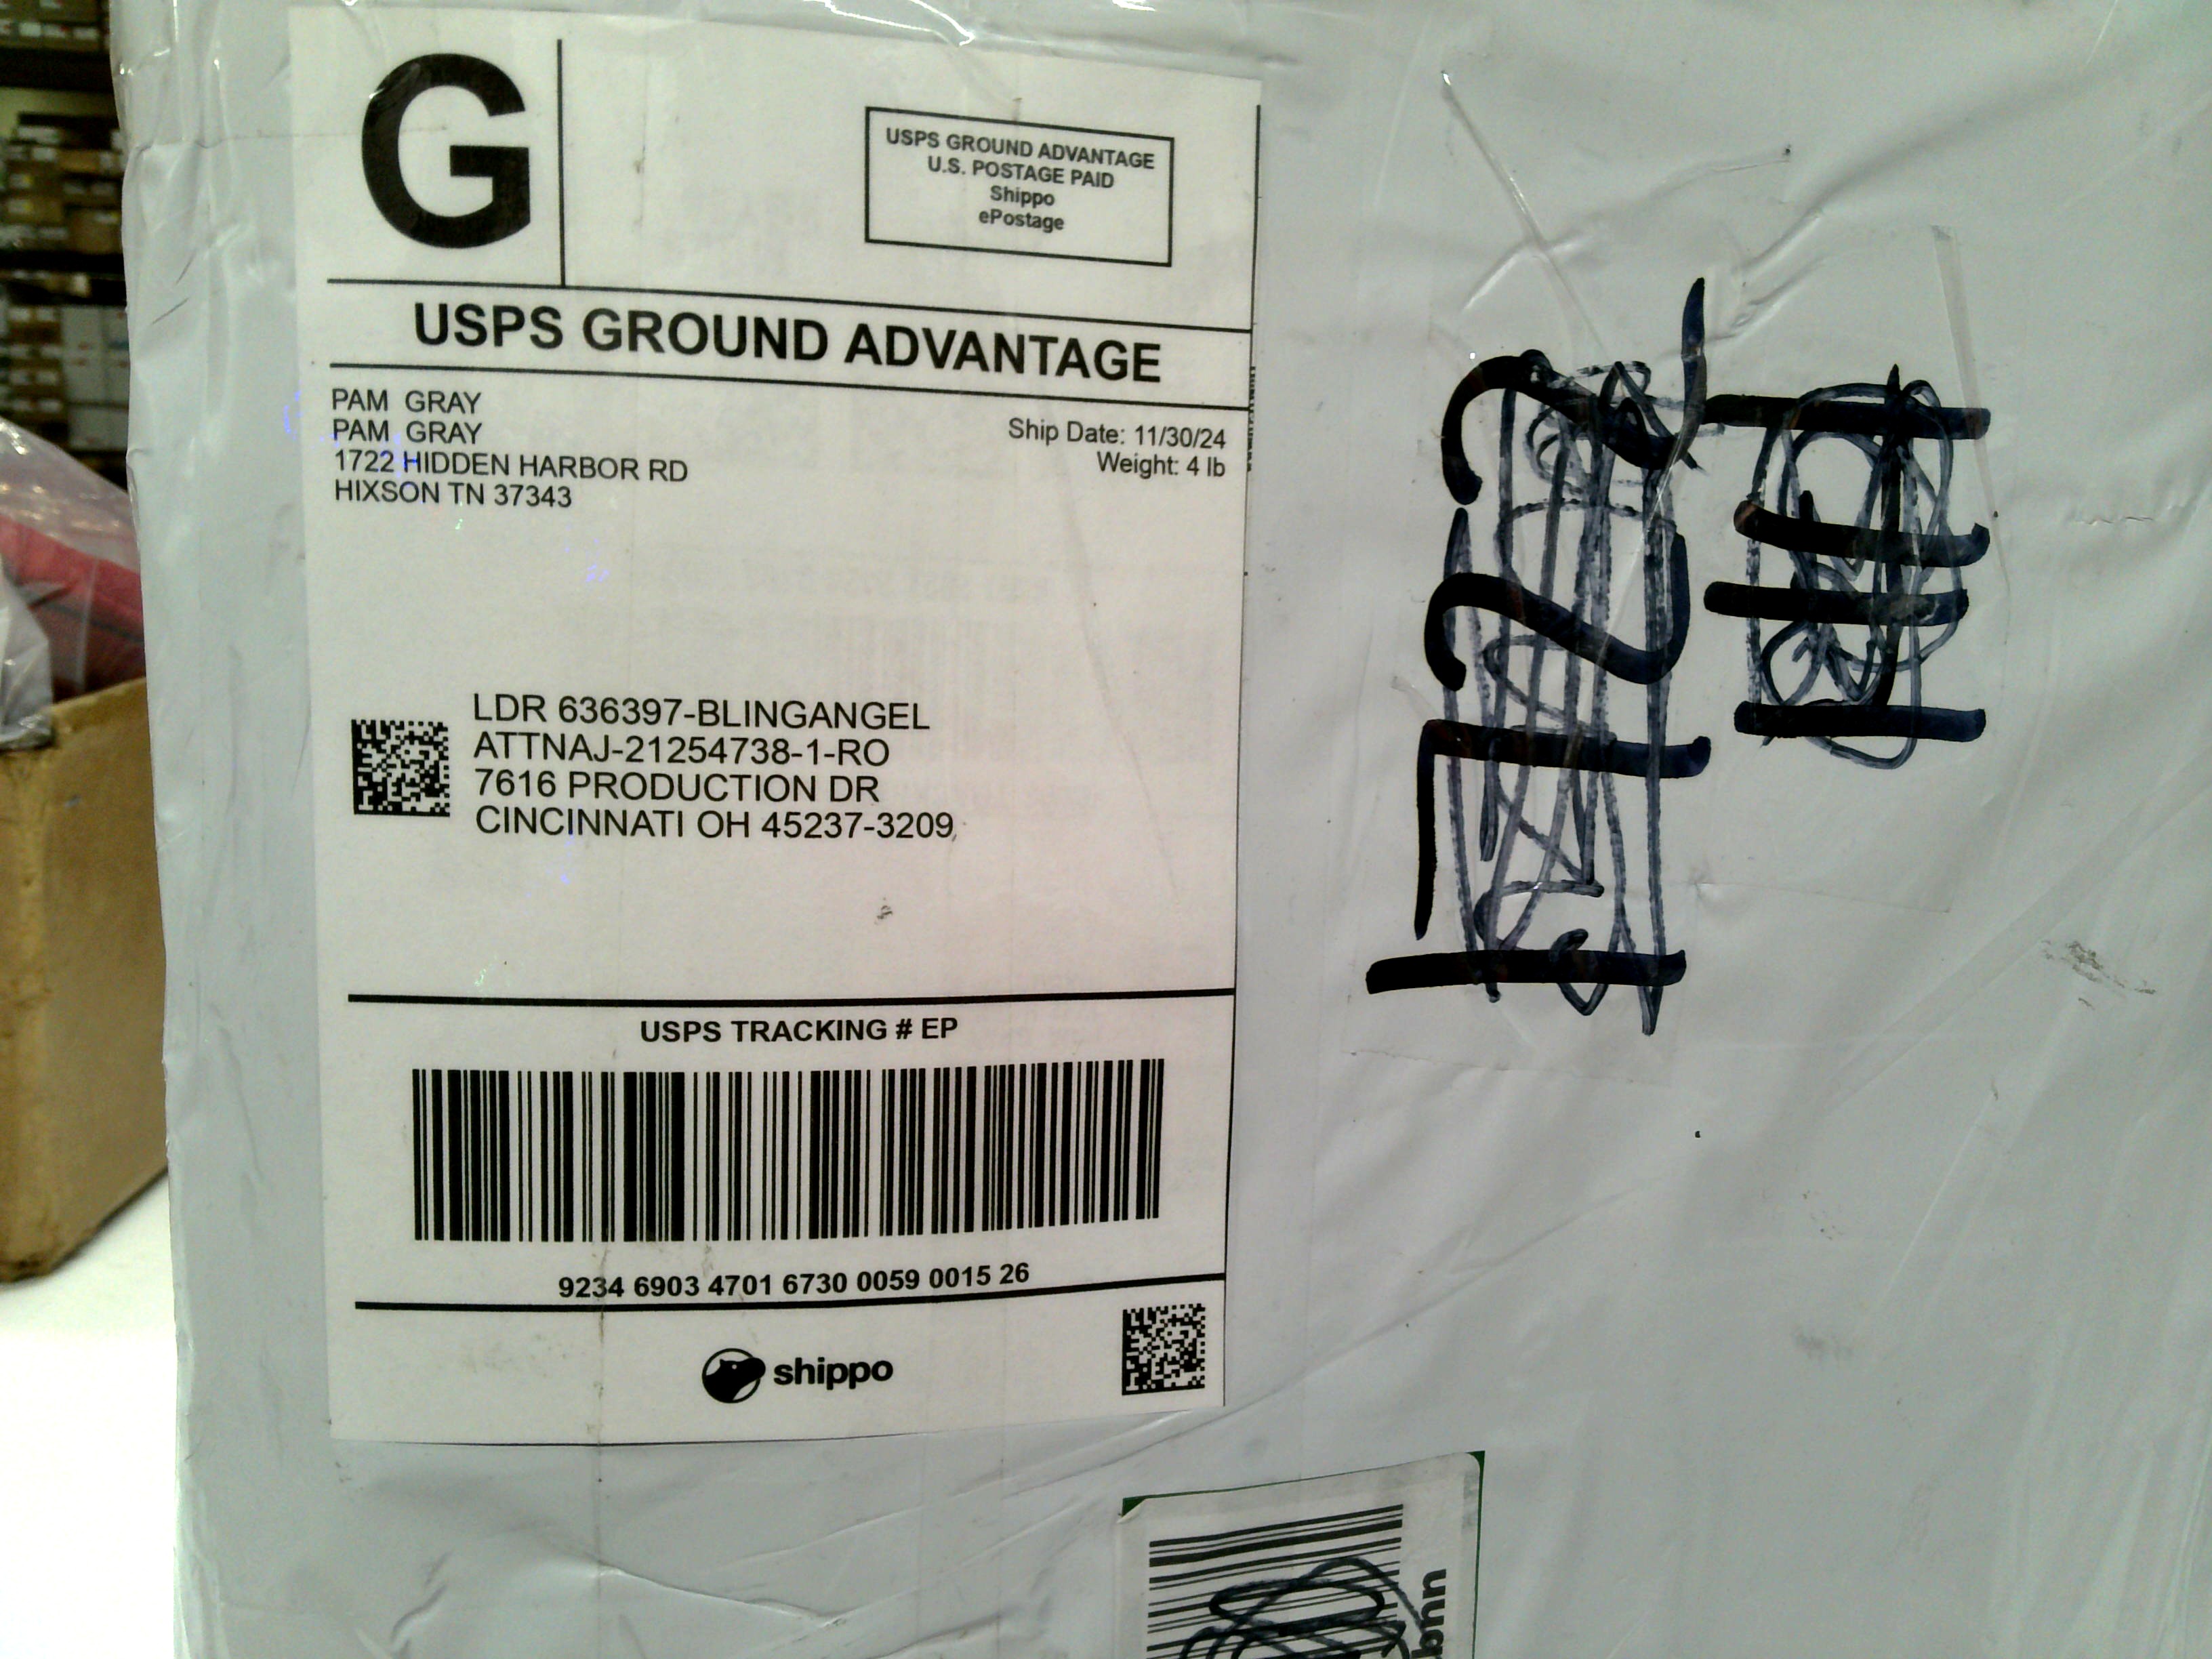 G
USPS GROUND ADVANTAGE
U.S. POSTAGE PAID
Shippo
ePostage
USPS GROUND ADVANTAGE
PAM GRAY
PAM GRAY
1722 HIDDEN HARBOR RD
HIXSON TN 37343
Ship Date: 11/30/24
Weight: 4 lb
LDR 636397-BLINGANGEL
ATTNAJ-21254738-1-RO
7616 PRODUCTION DR
CINCINNATI OH 45237-3209
USPS TRACKING # EP
9234 6903 4701 6730 0059 0015 26
shippo